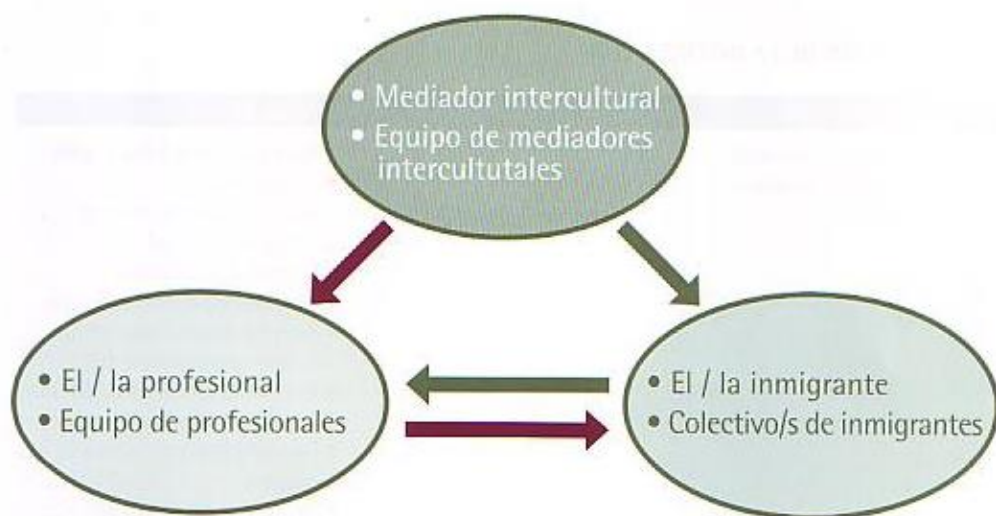 • Mediador intercultural
• Equipo de mediadores
intercultutales
• El / la profesional
• Equipo de profesionales
• El / la inmigrante
• Colectivo/s de inmigrantes